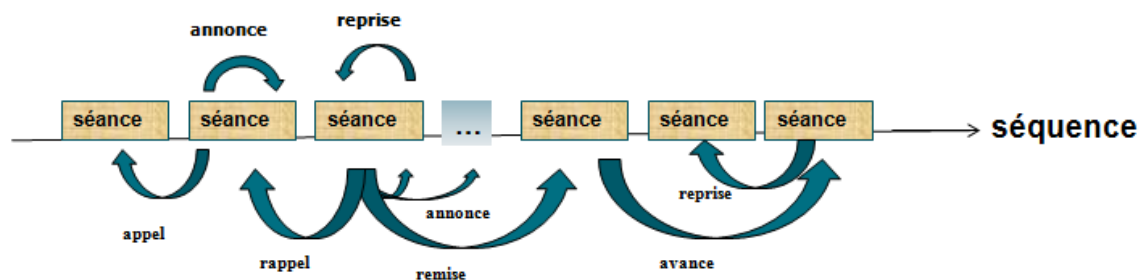 reprise
annonce
séance
séance
séance
...
séance
séance
séance
séquence
reprise
annonce
appel
rappel
remise
avance